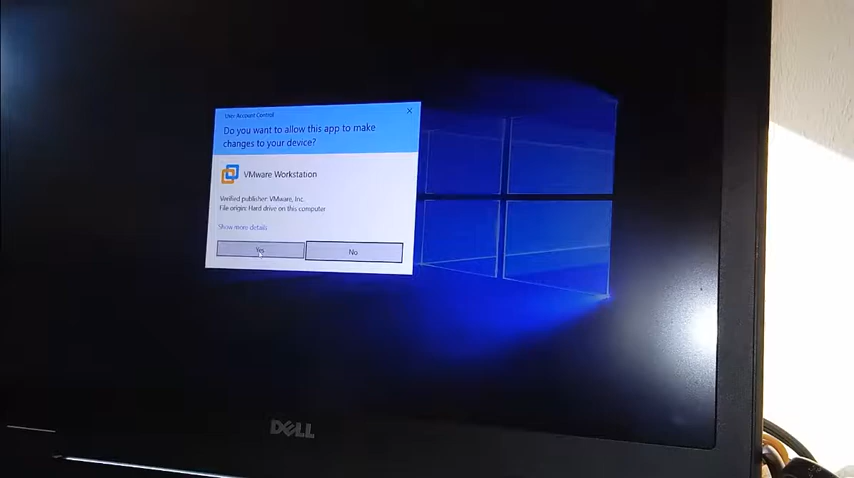 User Account Control
Do you want to allow this app to make
changes to your device?
VMware Workstation
Verified publisher: VMware, Inc.
File origin: Hard drive on this computer
Show more details
Yes
No
DELL